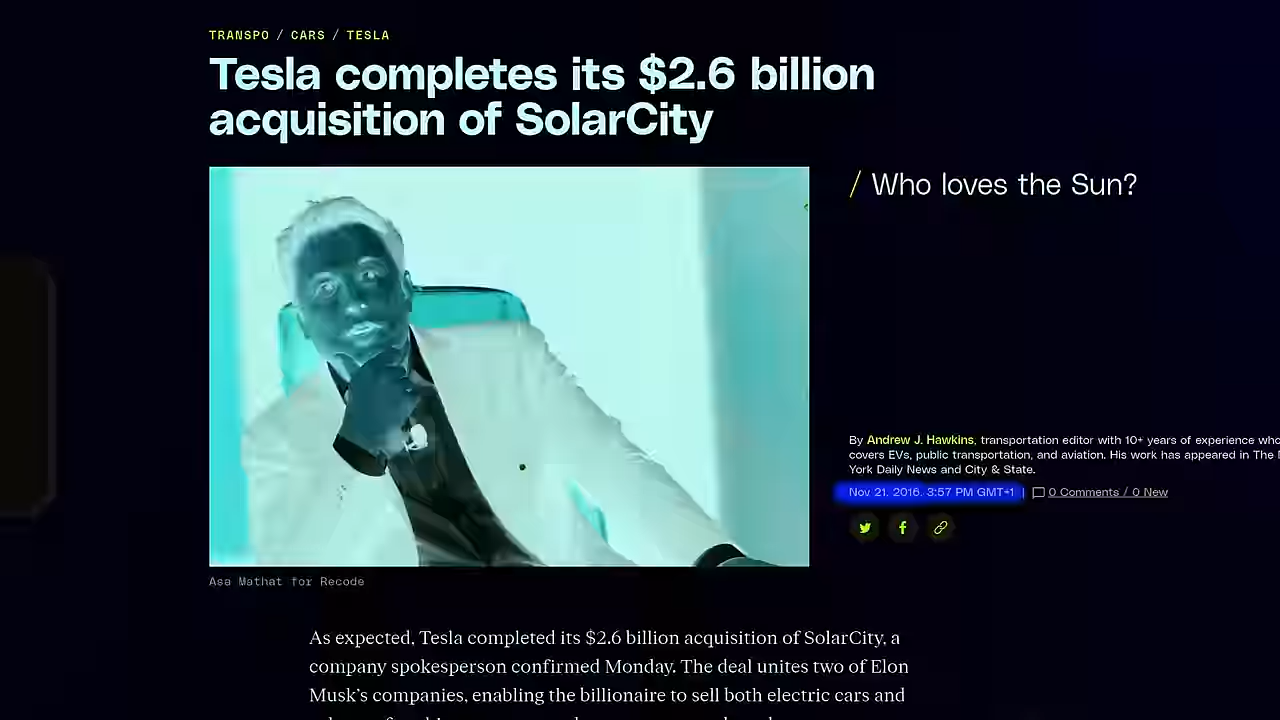 TRANSPO / CARS / TESLA
Tesla completes its $2.6 billion
acquisition of SolarCity
/ Who loves the Sun?
By Andrew J. Hawkins, transportation editor with 10+ years of experience who
covers EVs, public transportation, and aviation. His work has appeared in The
York Daily News and City & State.
Nov 21, 2016, 3:57 PM GMT+1 | 0 Comments / 0 New
Asa Mathat for Recode
As expected, Tesla completed its $2.6 billion acquisition of SolarCity, a
company spokesperson confirmed Monday. The deal unites two of Elon
Musk's companies, enabling the billionaire to sell both electric cars and